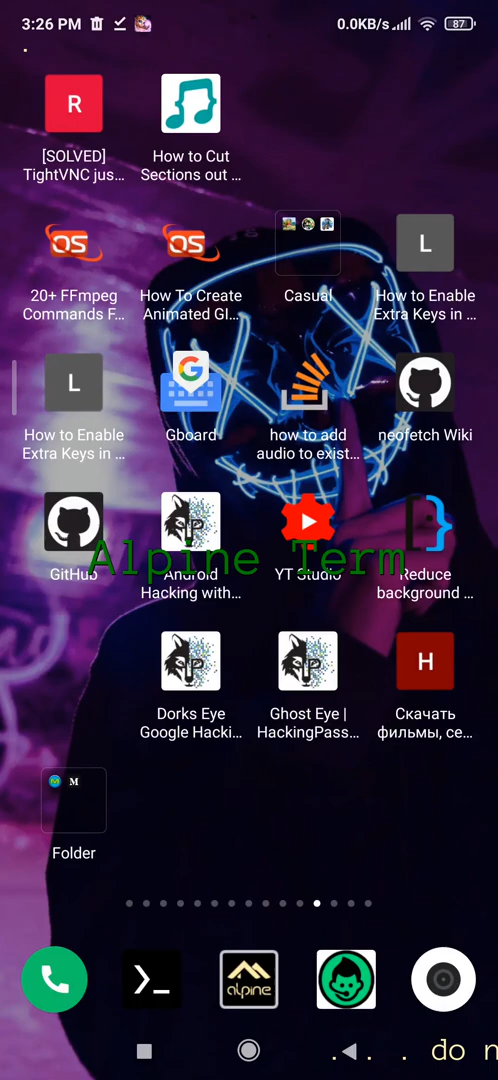 3:26 PM
0.0KB/s
87
R
[SOLVED]
TightVNC jus...
How to Cut
Sections out ...
20+ FFmpeg
Commands F...
How To Create
Animated GI...
Casual
L
How to Enable
Extra Keys in ...
L
How to Enable
Extra Keys in ...
G
Gboard
how to add
audio to exist...
neofetch Wiki
GitHub
Android
Hacking with...
YT Studio
Reduce
background ...
Alpine Term
Dorks Eye
Google Hacki...
Ghost Eye |
HackingPass...
H
Скачать
фильмы, се...
M
Folder
alpine
. . . do n